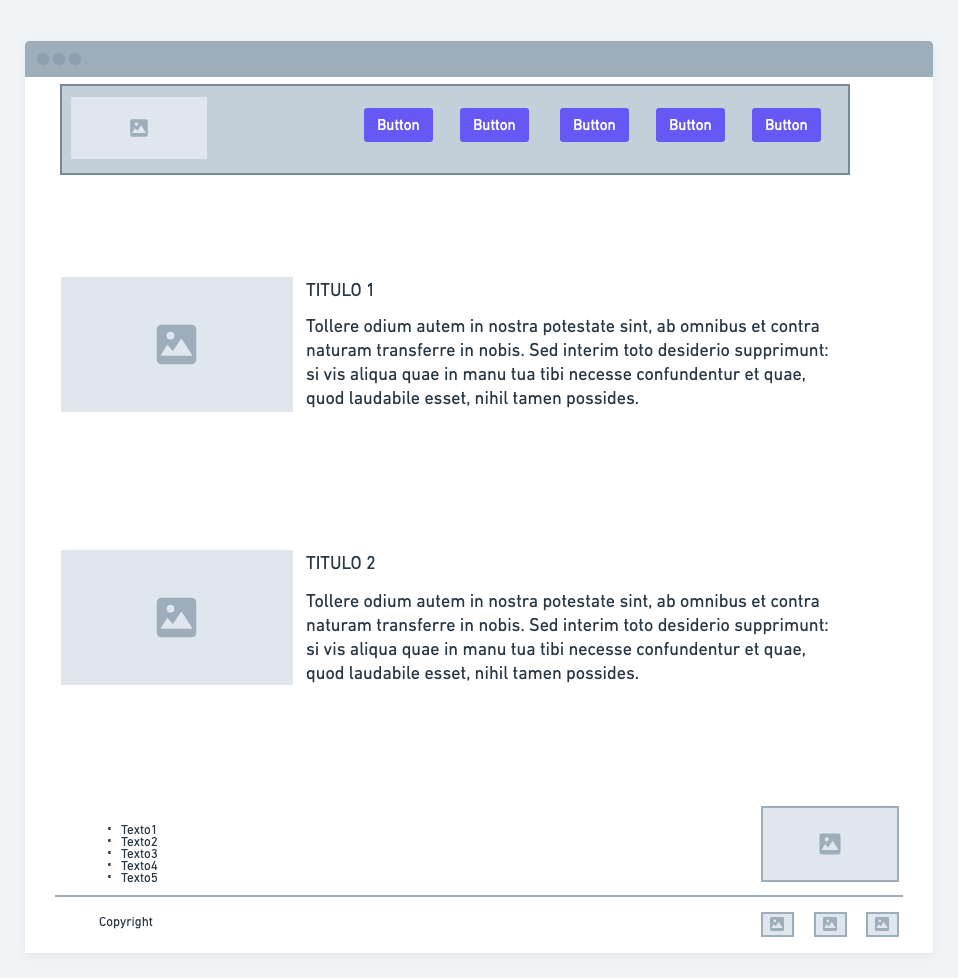 Button Button Button Button Button
TITULO 1
Tollere odium autem in nostra potestate sint, ab omnibus et contra
naturam transferre in nobis. Sed interim toto desiderio supprimunt:
si vis aliqua quae in manu tua tibi necesse confundentur et quae,
quod laudabile esset, nihil tamen possides.
TITULO 2
Tollere odium autem in nostra potestate sint, ab omnibus et contra
naturam transferre in nobis. Sed interim toto desiderio supprimunt:
si vis aliqua quae in manu tua tibi necesse confundentur et quae,
quod laudabile esset, nihil tamen possides.
• Texto1
• Texto2
• Texto3
• Texto4
• Texto5
Copyright